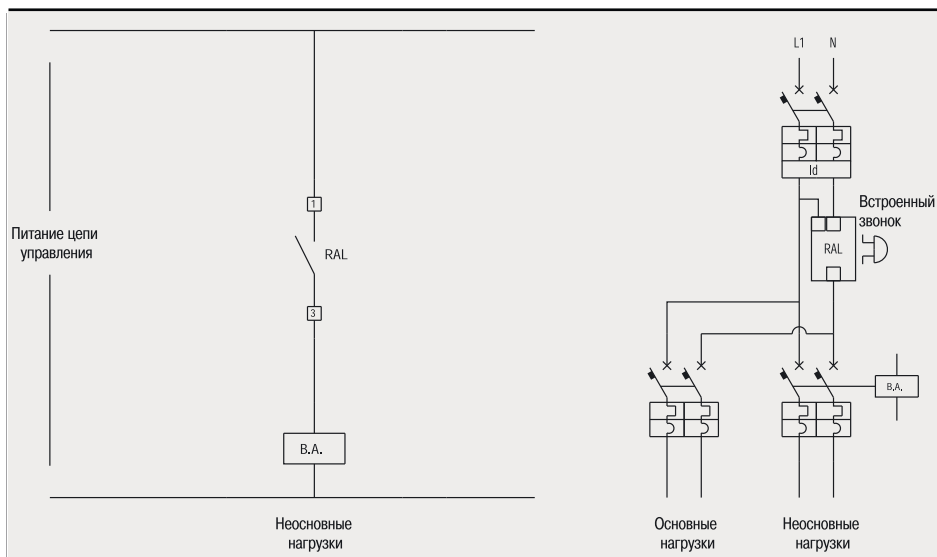 Питание цепи
управления
1
RAL
3
B.A.
Неосновные
нагрузки
L1 N
Id
Встроенный
звонок
RAL
B.A.
Основные
нагрузки
Неосновные
нагрузки